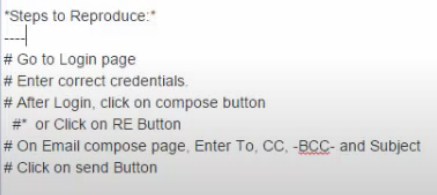 *Steps to Reproduce:*
----
# Go to Login page
# Enter correct credentials.
# After Login, click on compose button
#* or Click on RE Button
# On Email compose page, Enter To, CC, -BCC- and Subject
# Click on send Button